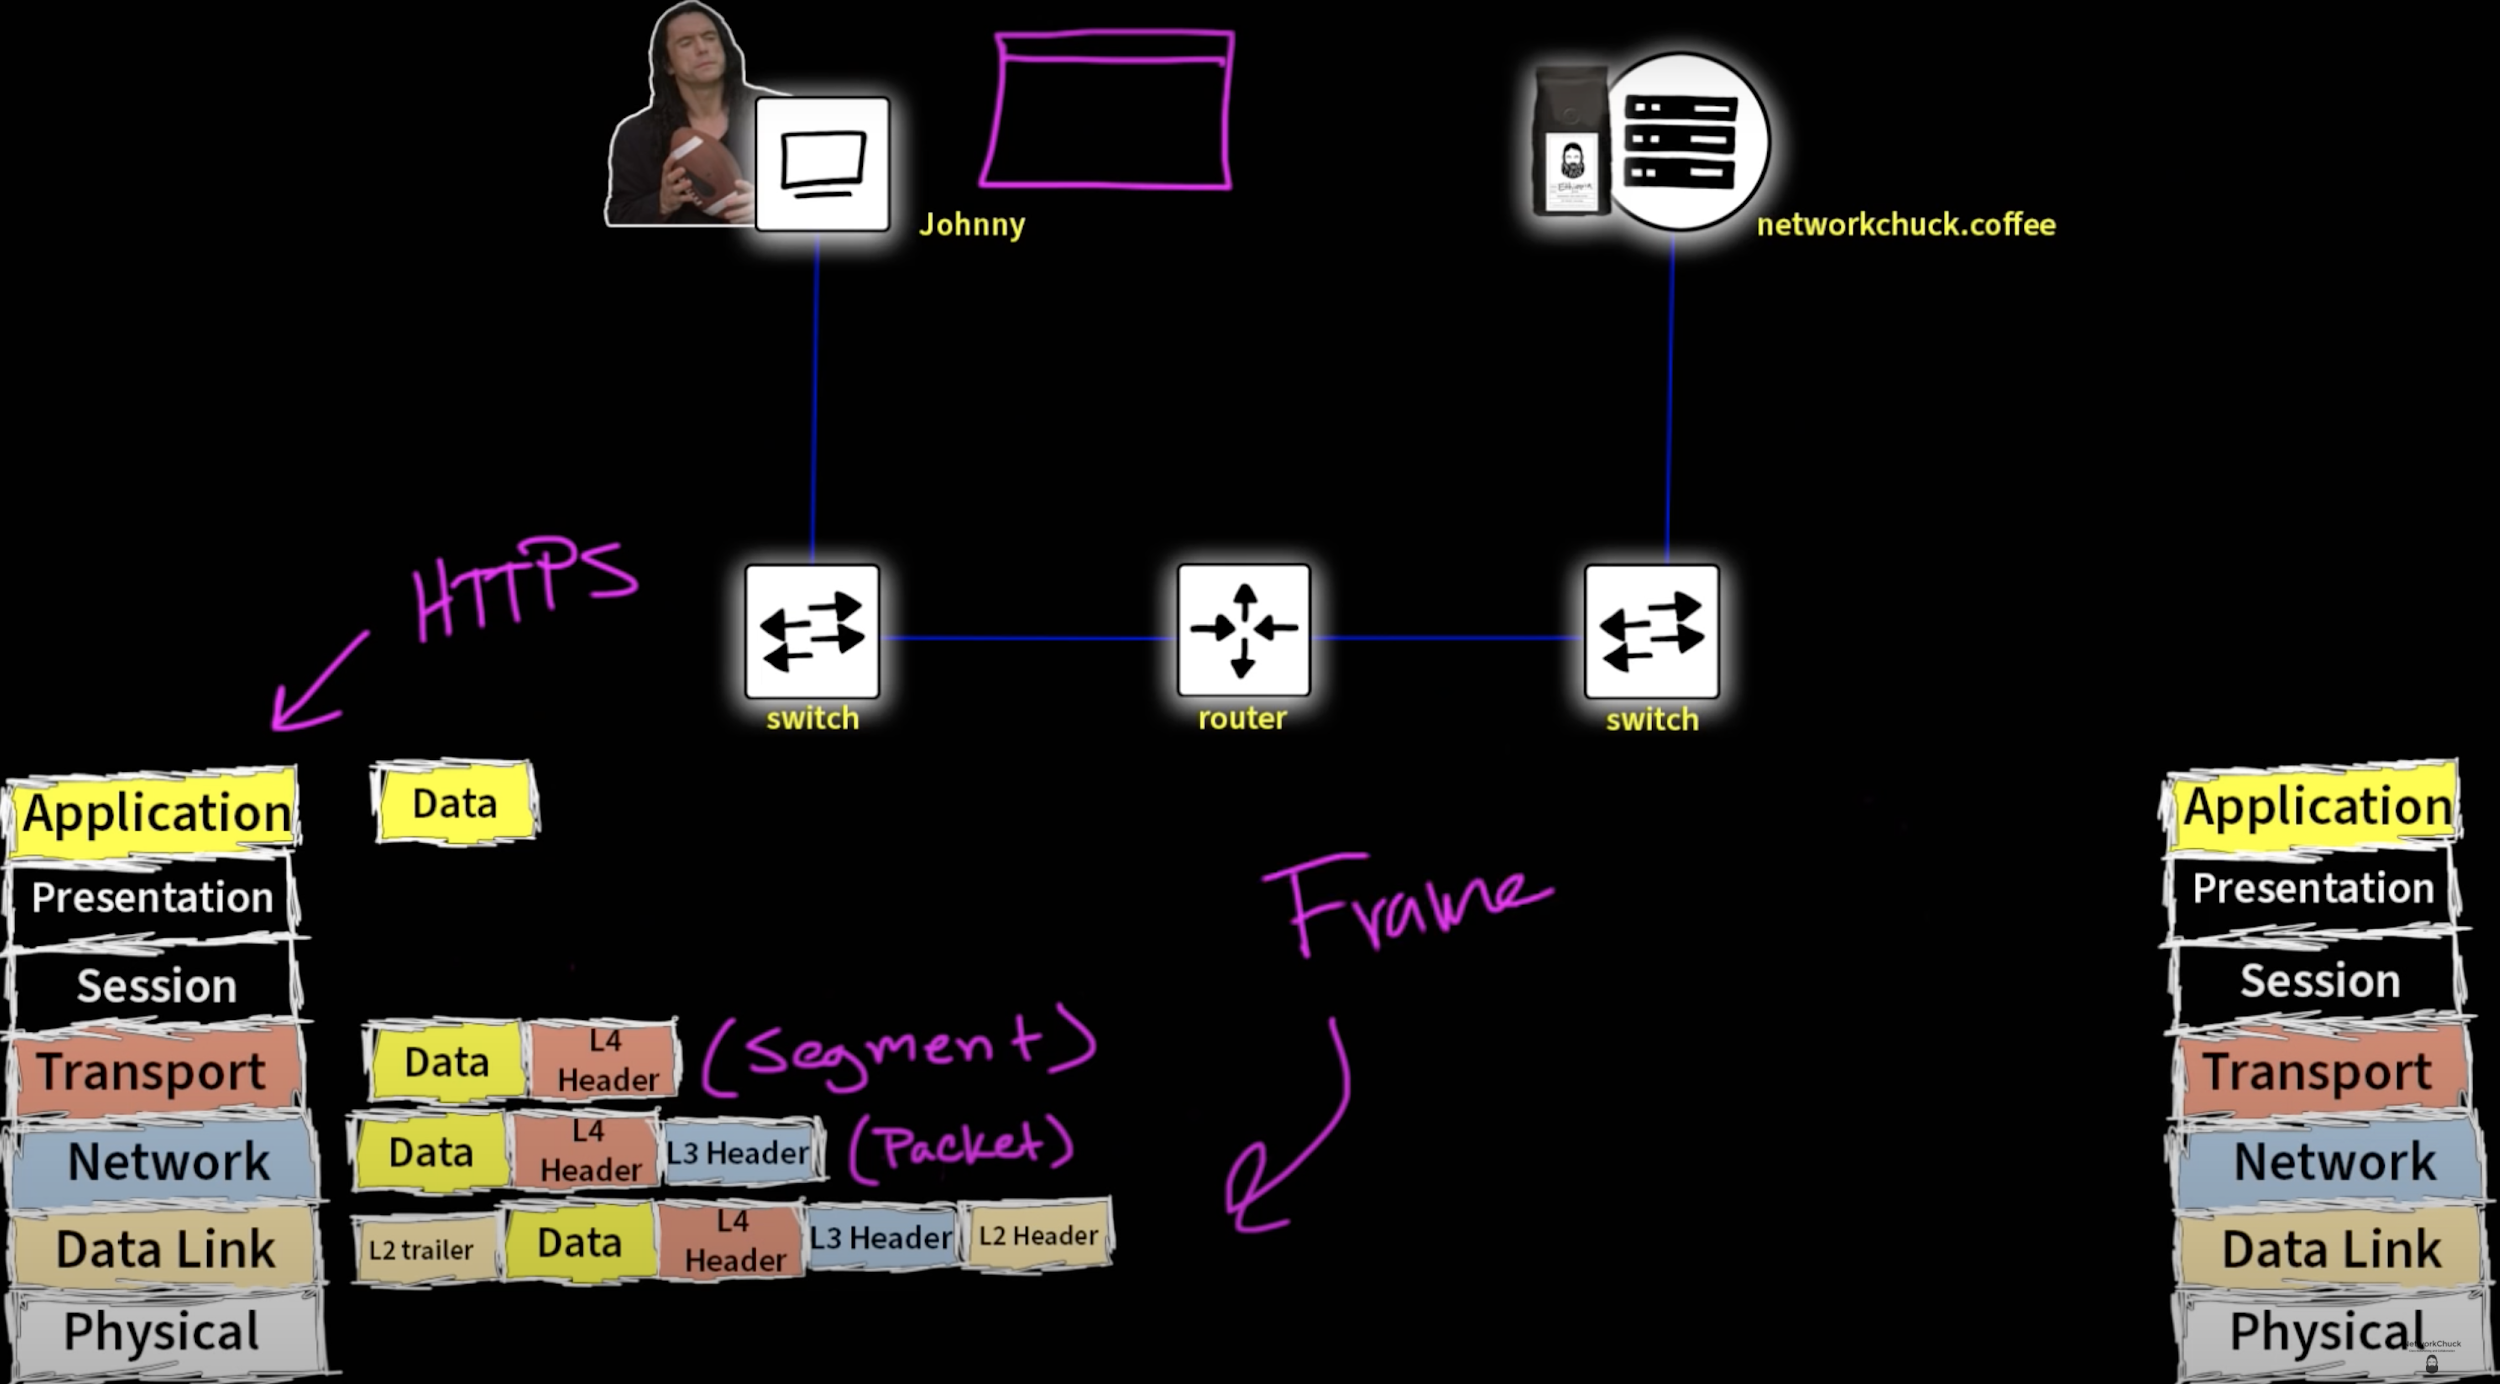 Johnny
networkchuck.coffee
HTTPS
switch
router
switch
Application
Data
Presentation
Session
Frame
Transport
Data
L4
Header
(Segment)
Network
Data
L4
Header
L3 Header
(Packet)
Data Link
L2 trailer
Data
L4
Header
L3 Header
L2 Header
Physical
Application
Presentation
Session
Transport
Network
Data Link
Physical
NetworkChuck